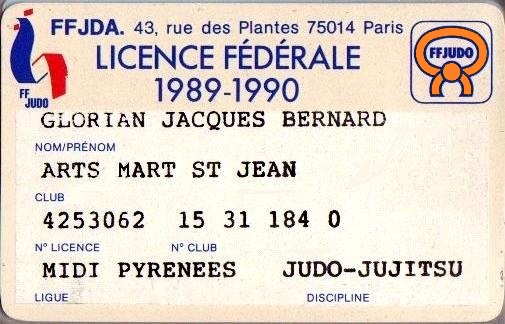 FFJDA. 43, rue des Plantes 75014 Paris
LICENCE FÉDÉRALE
1989-1990
FF
JUDO
FFJUDO
GLORIAN JACQUES BERNARD
NOM/PRÉNOM
ARTS MART ST JEAN
CLUB
4253062 15 31 184 0
N° LICENCE N° CLUB
MIDI PYRENEES JUDO-JUJITSU
LIGUE DISCIPLINE